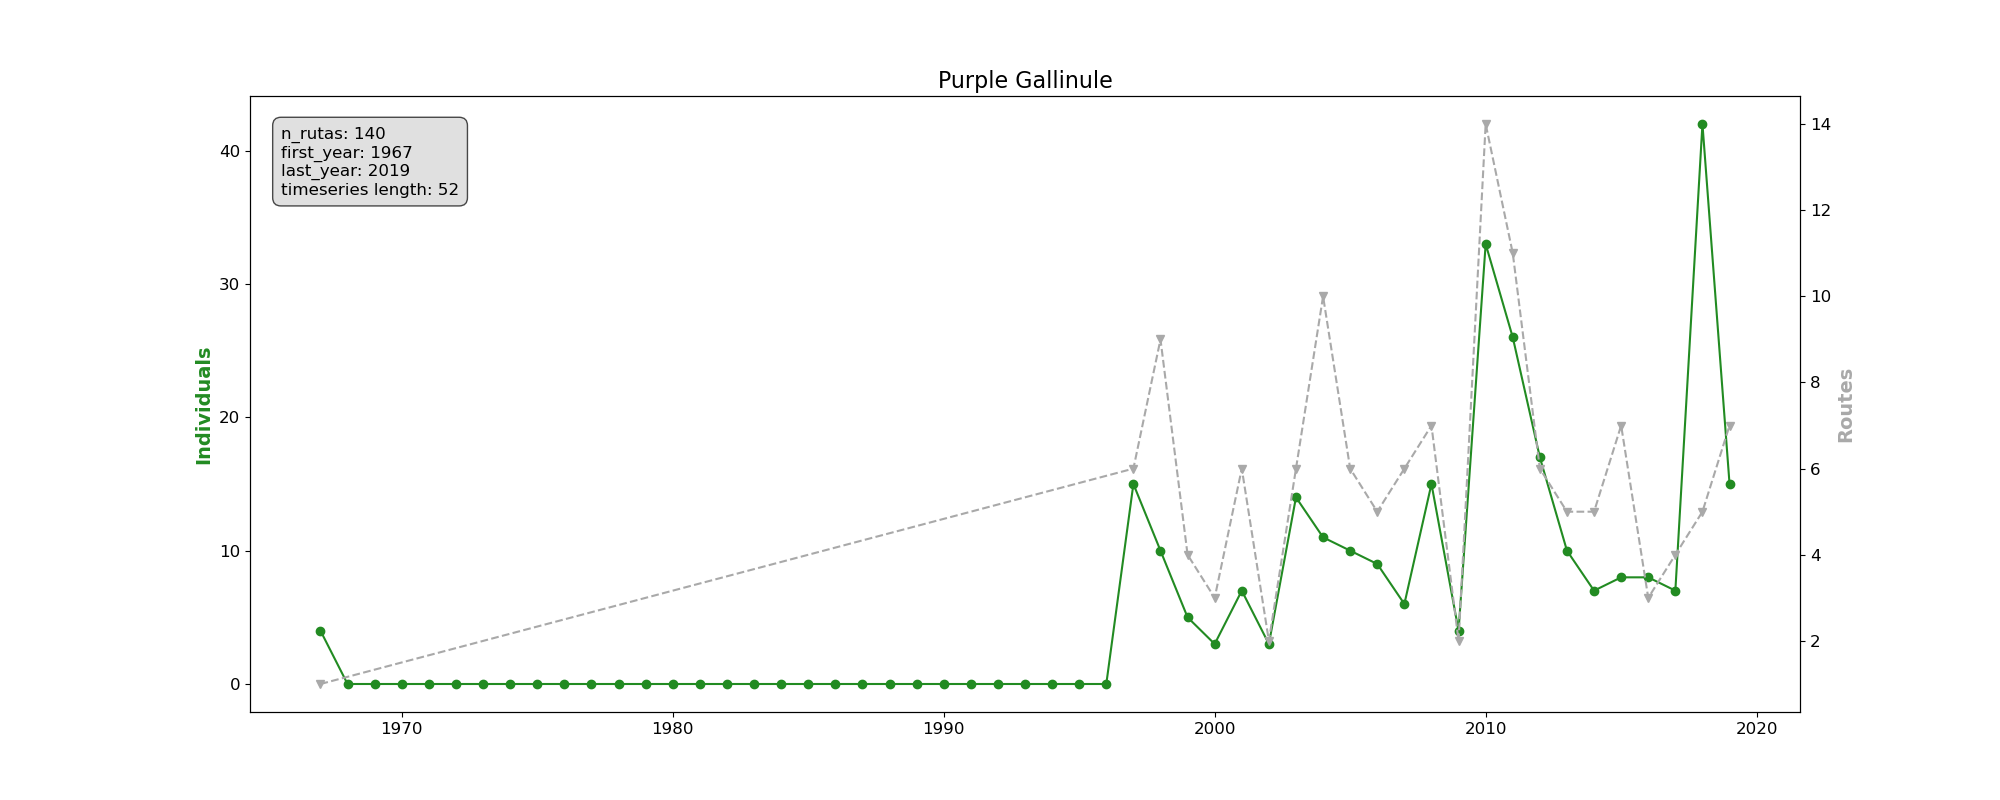 Purple Gallinule
n_rutas: 140
first_year: 1967
last_year: 2019
timeseries length: 52
Individuals
40
30
20
10
0
14
12
10
8
6
4
2
Routes
1970 1980 1990 2000 2010 2020